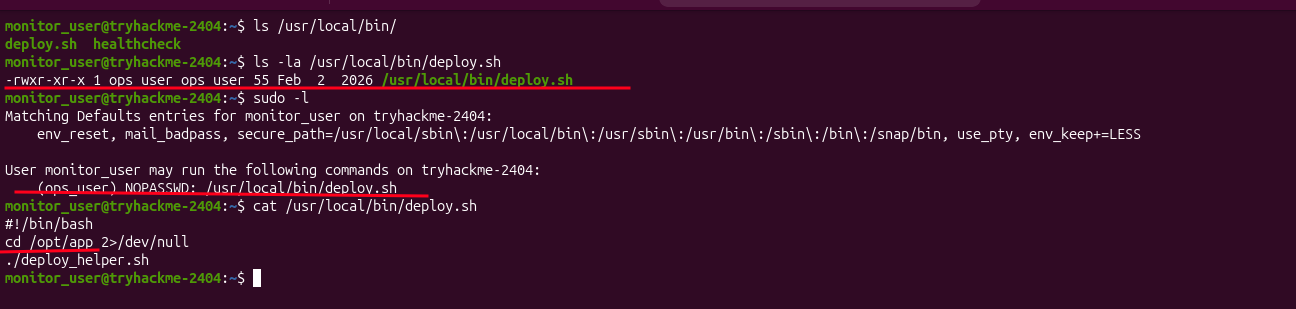 monitor_user@tryhackme-2404:~$ ls /usr/local/bin/
deploy.sh  healthcheck
monitor_user@tryhackme-2404:~$ ls -la /usr/local/bin/deploy.sh
-rwxr-xr-x 1 ops_user ops_user 55 Feb  2  2026 /usr/local/bin/deploy.sh
monitor_user@tryhackme-2404:~$ sudo -l
Matching Defaults entries for monitor_user on tryhackme-2404:
    env_reset, mail_badpass, secure_path=/usr/local/sbin\:/usr/local/bin\:/usr/sbin\:/usr/bin\:/sbin\:/bin\:/snap/bin, use_pty, env_keep+=LESS

User monitor_user may run the following commands on tryhackme-2404:
    (ops_user) NOPASSWD: /usr/local/bin/deploy.sh
monitor_user@tryhackme-2404:~$ cat /usr/local/bin/deploy.sh
#!/bin/bash
cd /opt/app 2>/dev/null
./deploy_helper.sh
monitor_user@tryhackme-2404:~$